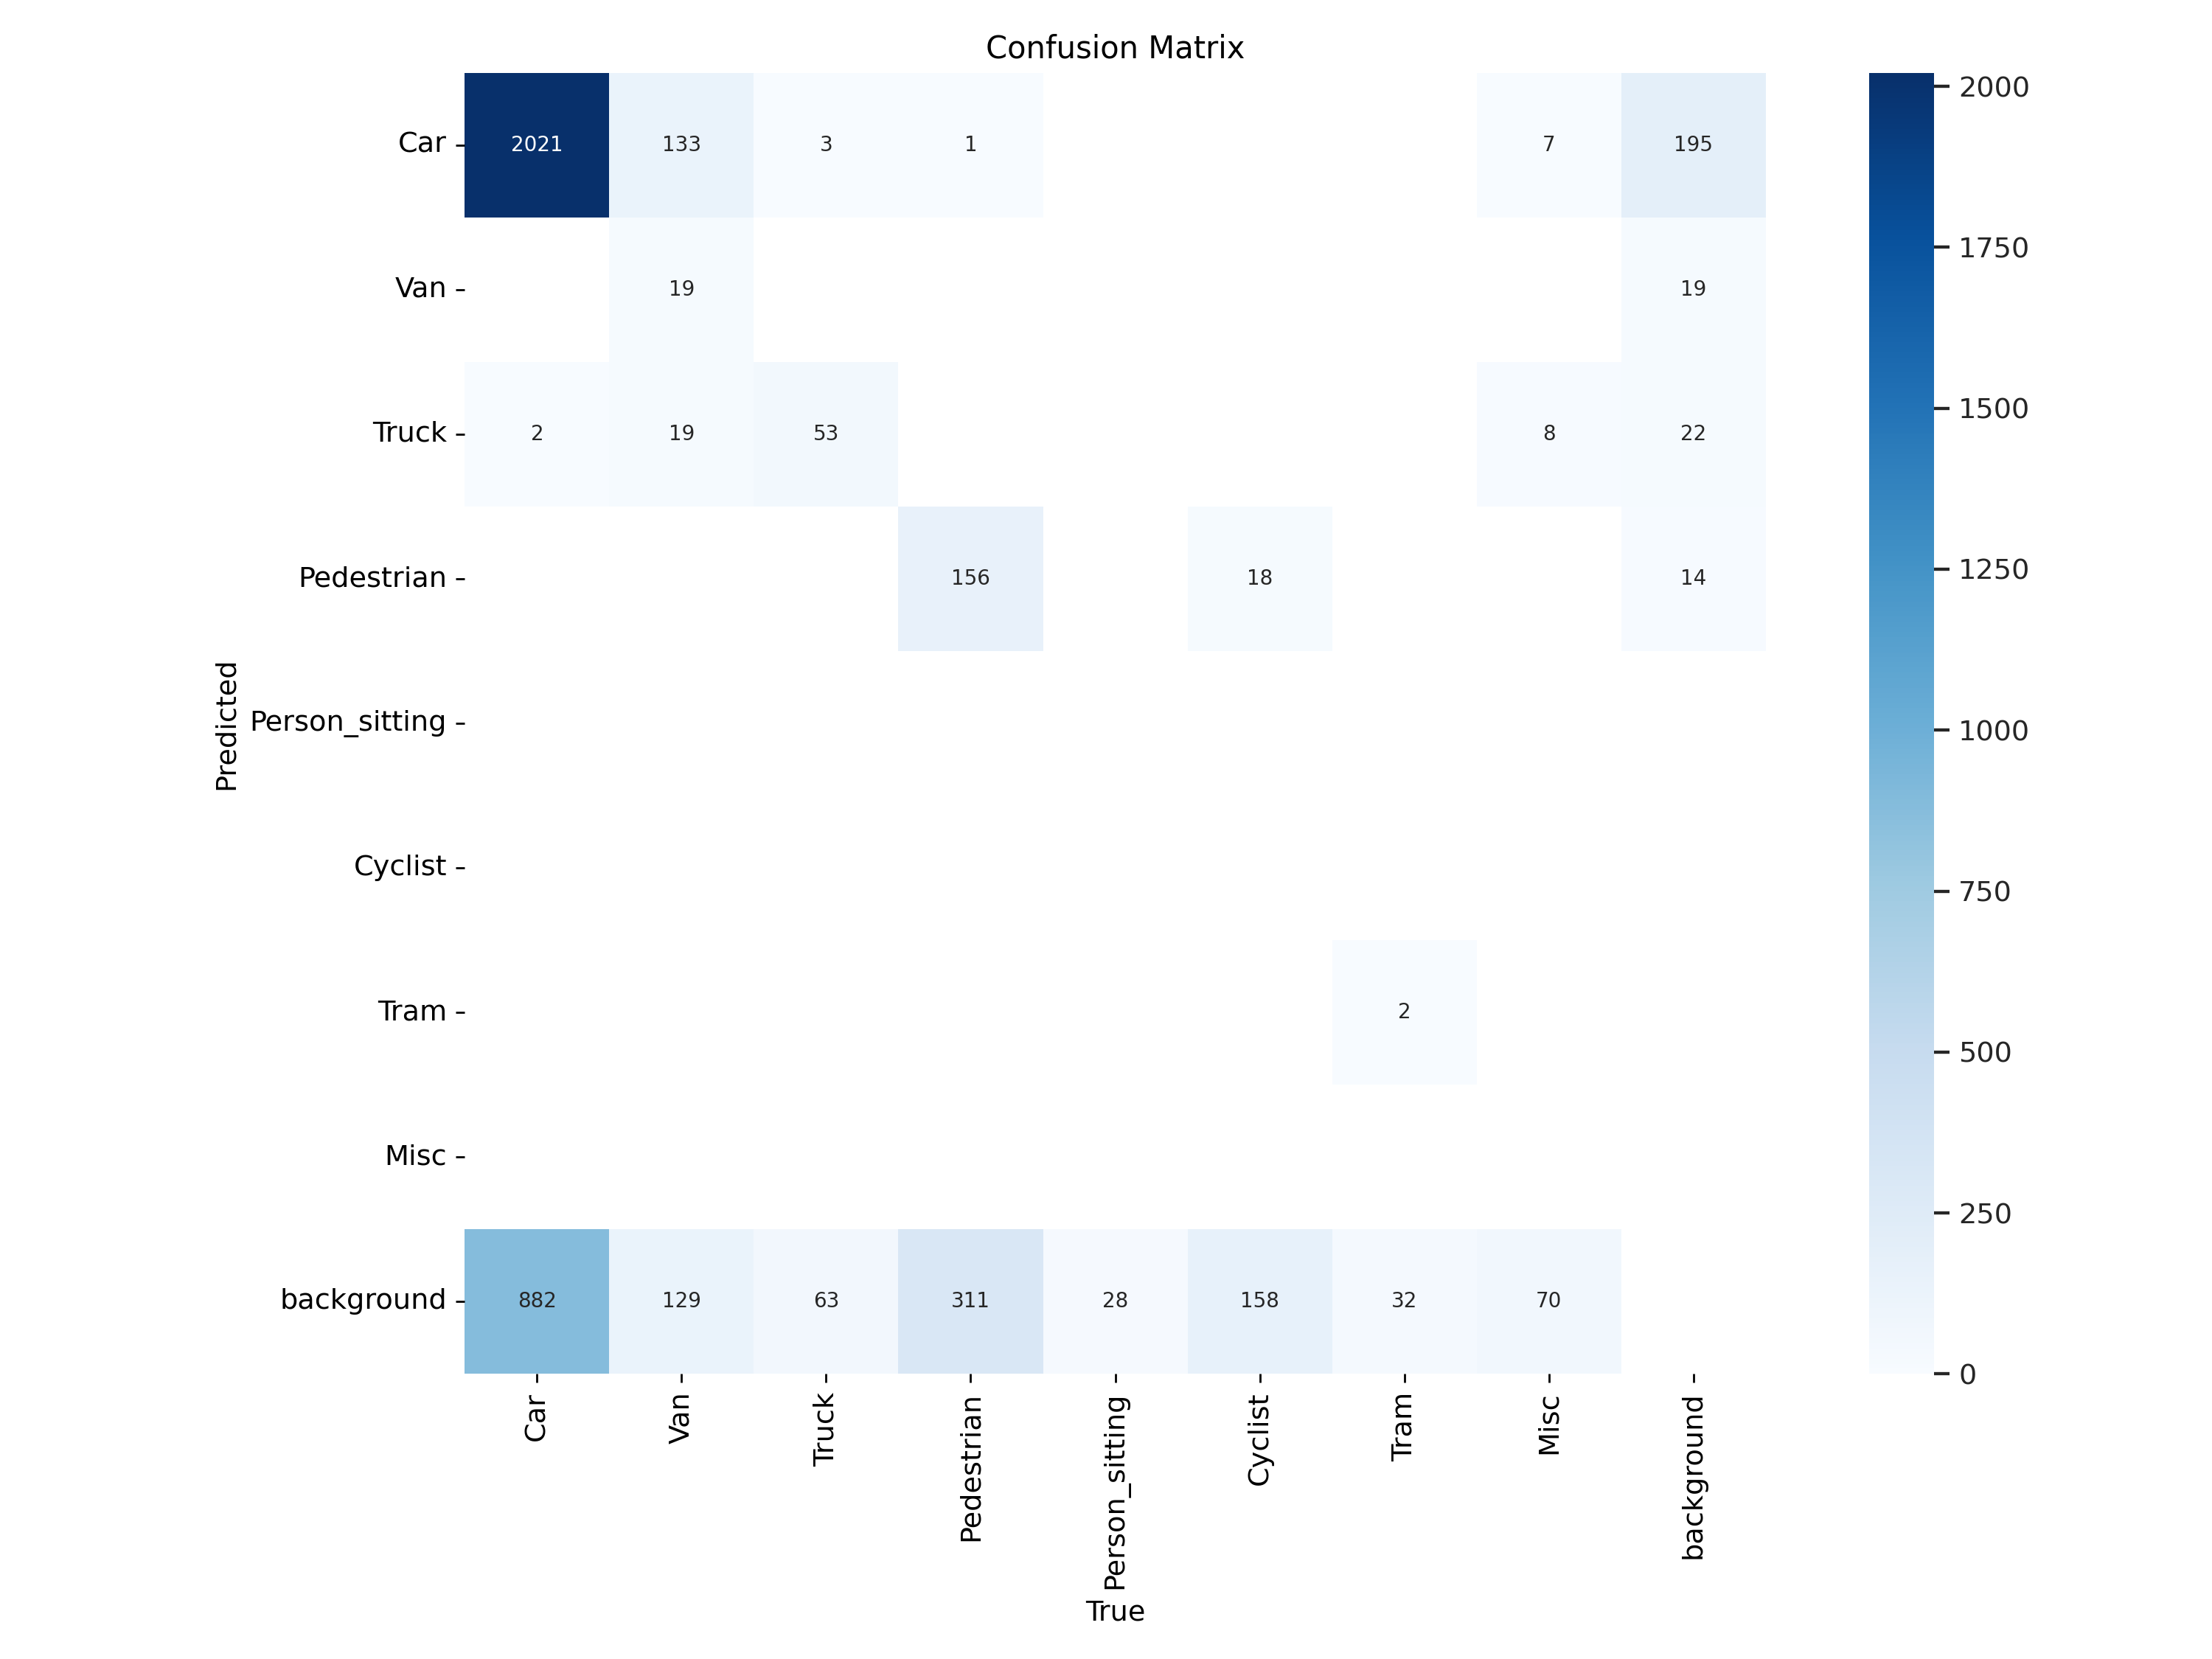 Confusion Matrix
Car
2021 133 3 1 7 195
Van
19 19
Truck
2 19 53 8 22
Pedestrian
156 18 14
Person_sitting
Cyclist
Tram
2
Misc
background
882 129 63 311 28 158 32 70
Predicted
Car
Van
Truck
Pedestrian
Person_sitting
Cyclist
Tram
Misc
background
True
2000
1750
1500
1250
1000
750
500
250
0